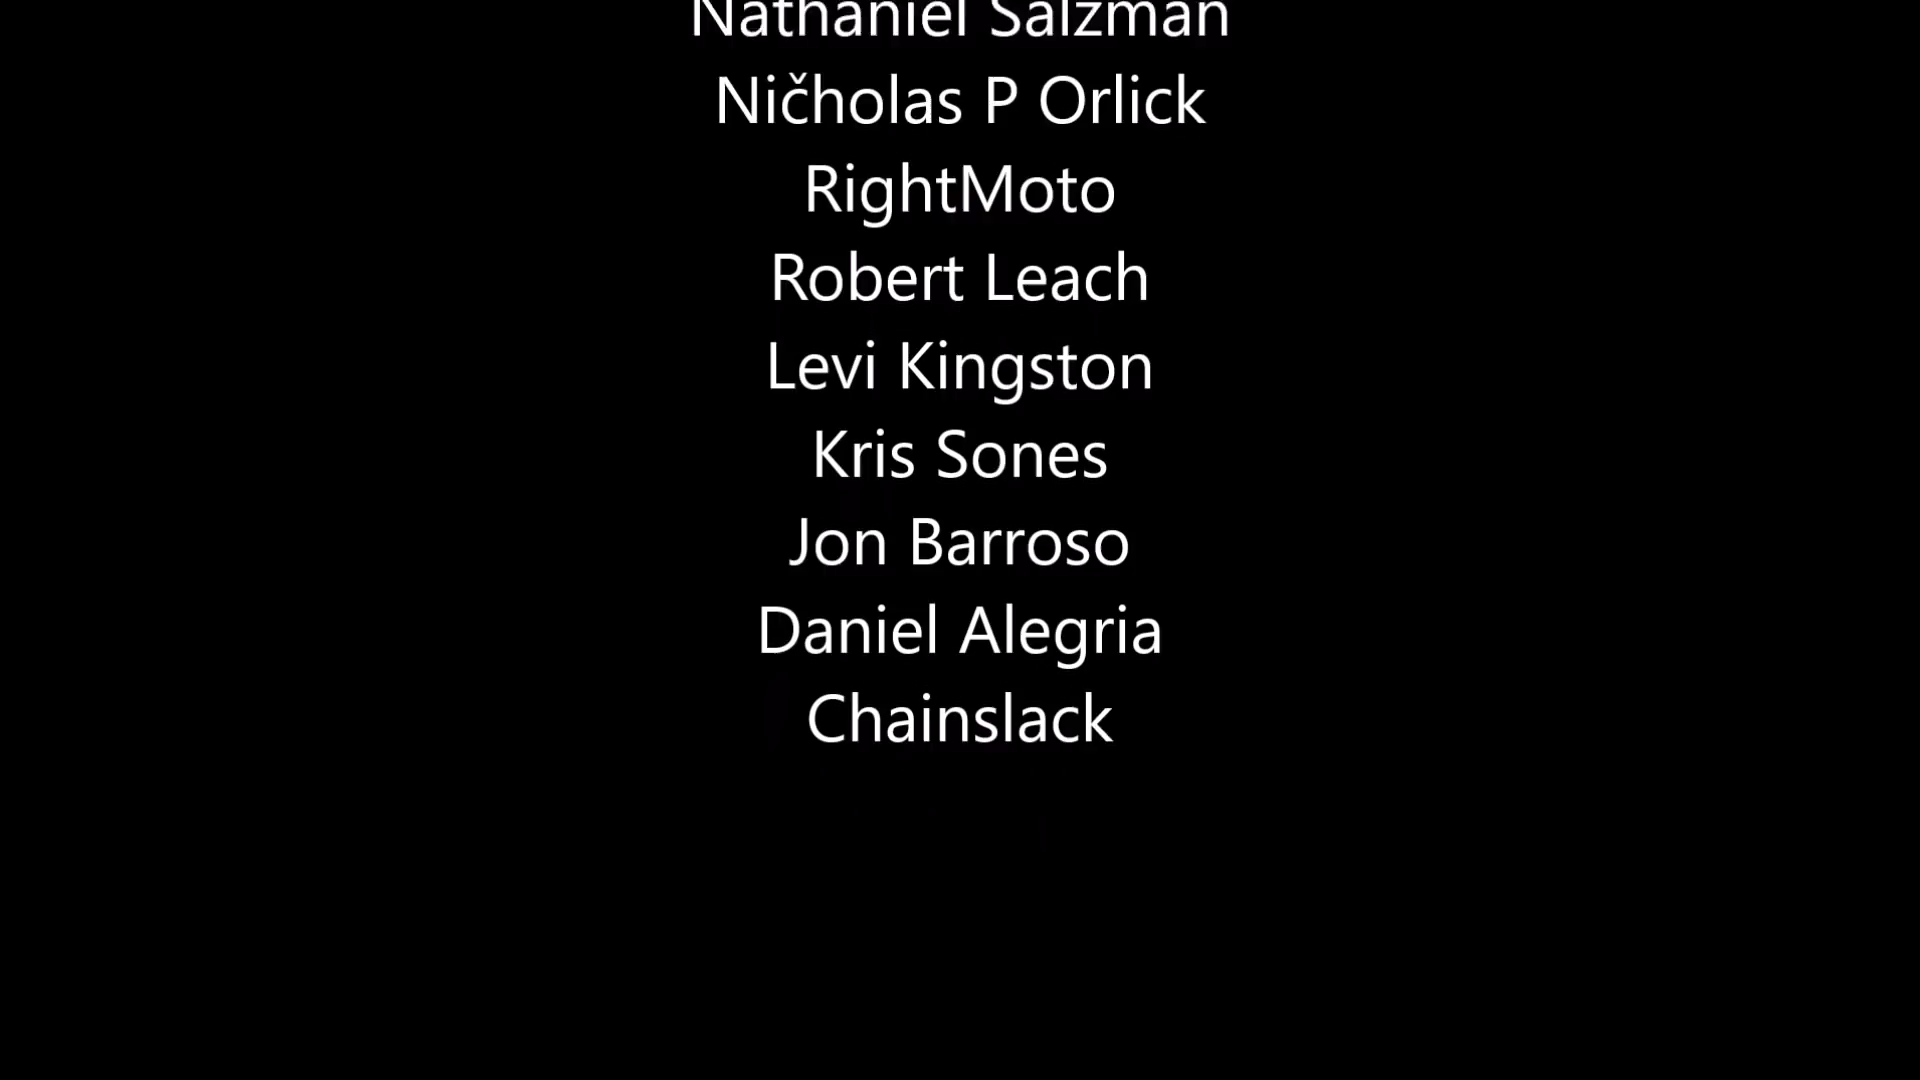 Nathaniel Salzman
Ničholas P Orlick
RightMoto
Robert Leach
Levi Kingston
Kris Sones
Jon Barroso
Daniel Alegria
Chainslack